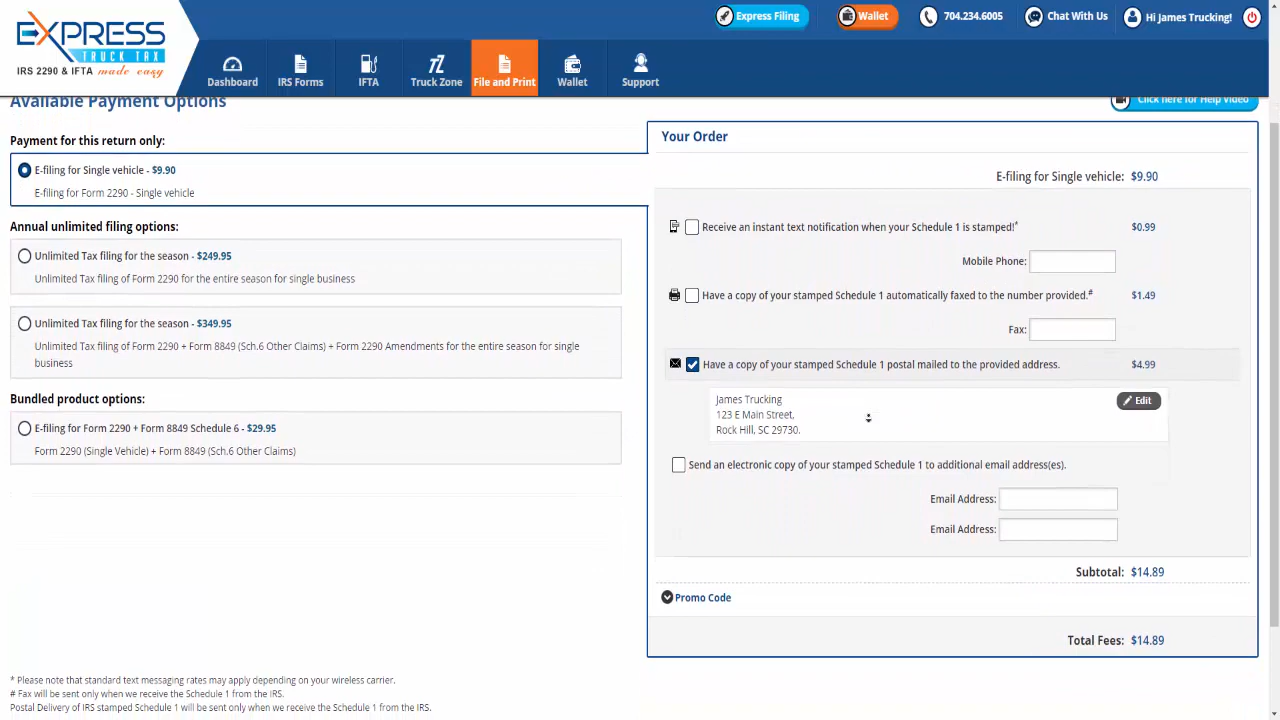 EXPRESS
TRUCK TAX
IRS 2290 & IFTA made easy
Express Filing
Wallet
704.234.6005
Chat With Us
Hi James Trucking!
Dashboard
IRS Forms
IFTA
TZ
Truck Zone
File and Print
Wallet
Support
Available Payment Options
Click here for Help Video
Payment for this return only:
E-filing for Single vehicle - $9.90
E-filing for Form 2290 - Single vehicle
Annual unlimited filing options:
Unlimited Tax filing for the season - $249.95
Unlimited Tax filing of Form 2290 for the entire season for single business
Unlimited Tax filing for the season - $349.95
Unlimited Tax filing of Form 2290 + Form 8849 (Sch.6 Other Claims) + Form 2290 Amendments for the entire season for single
business
Bundled product options:
E-filing for Form 2290 + Form 8849 Schedule 6 - $29.95
Form 2290 (Single Vehicle) + Form 8849 (Sch.6 Other Claims)
Your Order
E-filing for Single vehicle: $9.90
Receive an instant text notification when your Schedule 1 is stamped!* $0.99
Mobile Phone:
Have a copy of your stamped Schedule 1 automatically faxed to the number provided.# $1.49
Fax:
Have a copy of your stamped Schedule 1 postal mailed to the provided address. $4.99
James Trucking
Edit
123 E Main Street,
Rock Hill, SC 29730.
Send an electronic copy of your stamped Schedule 1 to additional email address(es).
Email Address:
Email Address:
Subtotal: $14.89
Promo Code
Total Fees: $14.89
* Please note that standard text messaging rates may apply depending on your wireless carrier.
# Fax will be sent only when we receive the Schedule 1 from the IRS.
Postal Delivery of IRS stamped Schedule 1 will be sent only when we receive the Schedule 1 from the IRS.